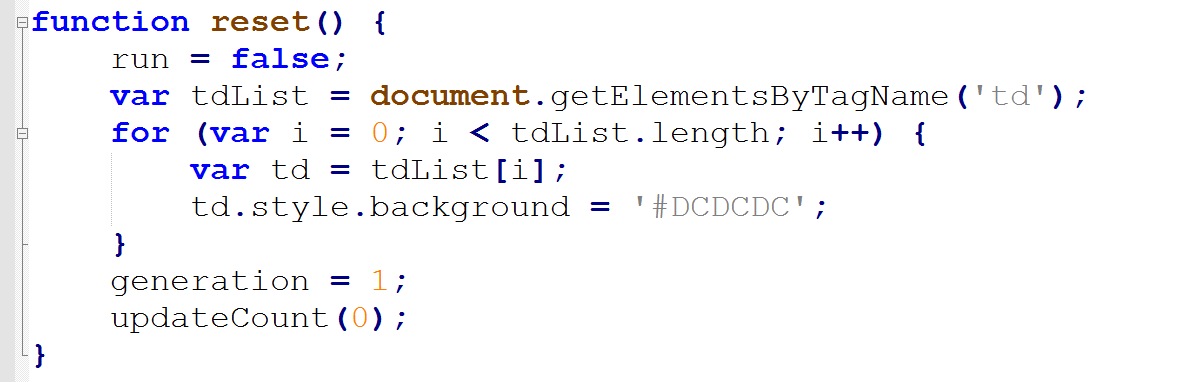 function reset() {
    run = false;
    var tdList = document.getElementsByTagName('td');
    for (var i = 0; i < tdList.length; i++) {
        var td = tdList[i];
        td.style.background = '#DCDCDC';
    }
    generation = 1;
    updateCount(0);
}